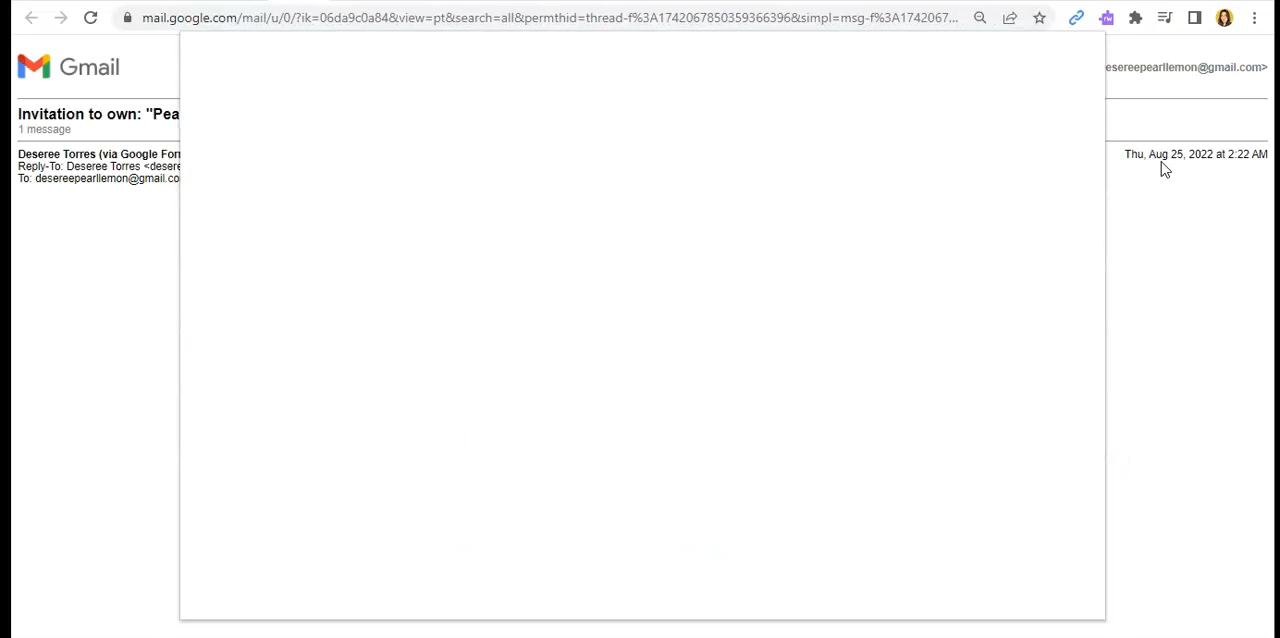 mail.google.com/mail/u/0/?ik=06da9c0a84&view=pt&search=all&permthid=thread-f%3A1742067850359366396&simpl=msg-f%3A1742067...
Gmail
esereepearllemon@gmail.com>
Invitation to own: "Pea
1 message
Deseree Torres (via Google Forn
Thu, Aug 25, 2022 at 2:22 AM
Reply-To: Deseree Torres <desere
To: desereepearllemon@gmail.co